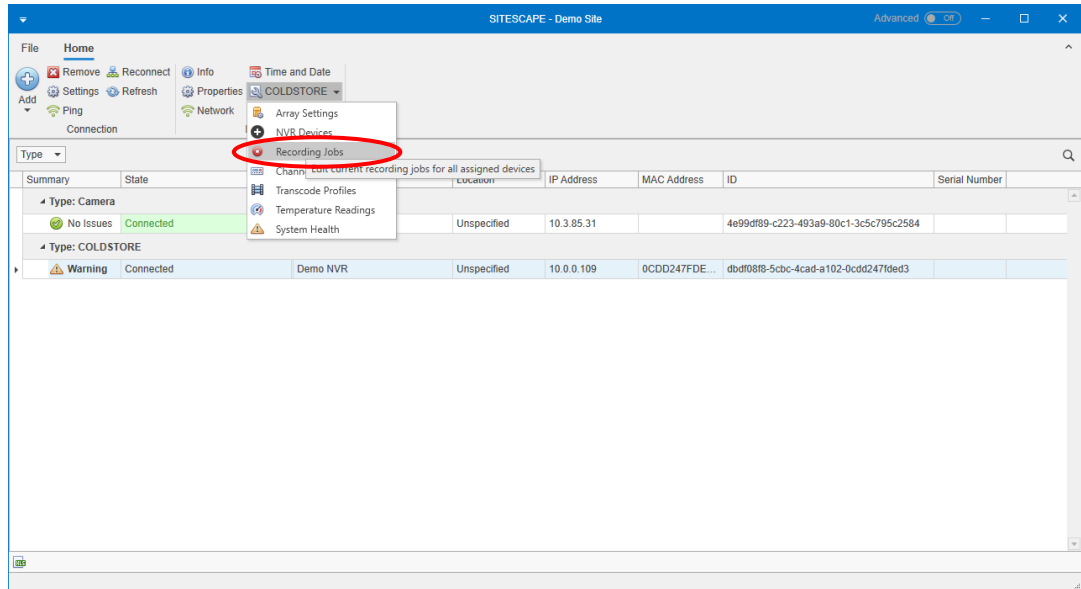 SITESCAPE - Demo Site
Advanced Off
File Home
Add
Remove Reconnect
Settings Refresh
Ping
Connection
Info Time and Date
Properties COLDSTORE
Network
Array Settings
NVR Devices
Recording Jobs
Edit current recording jobs for all assigned devices
Transcode Profiles
Temperature Readings
System Health
Type
Summary State Location IP Address MAC Address ID Serial Number
Type: Camera
No Issues Connected Unspecified 10.3.85.31 4e99df89-c223-493a9-80c1-3c5c795c2584
Type: COLDSTORE
Warning Connected Demo NVR Unspecified 10.0.0.109 0CDD247FDE... dbdf08f8-5cbc-4cad-a102-0cdd247fded3